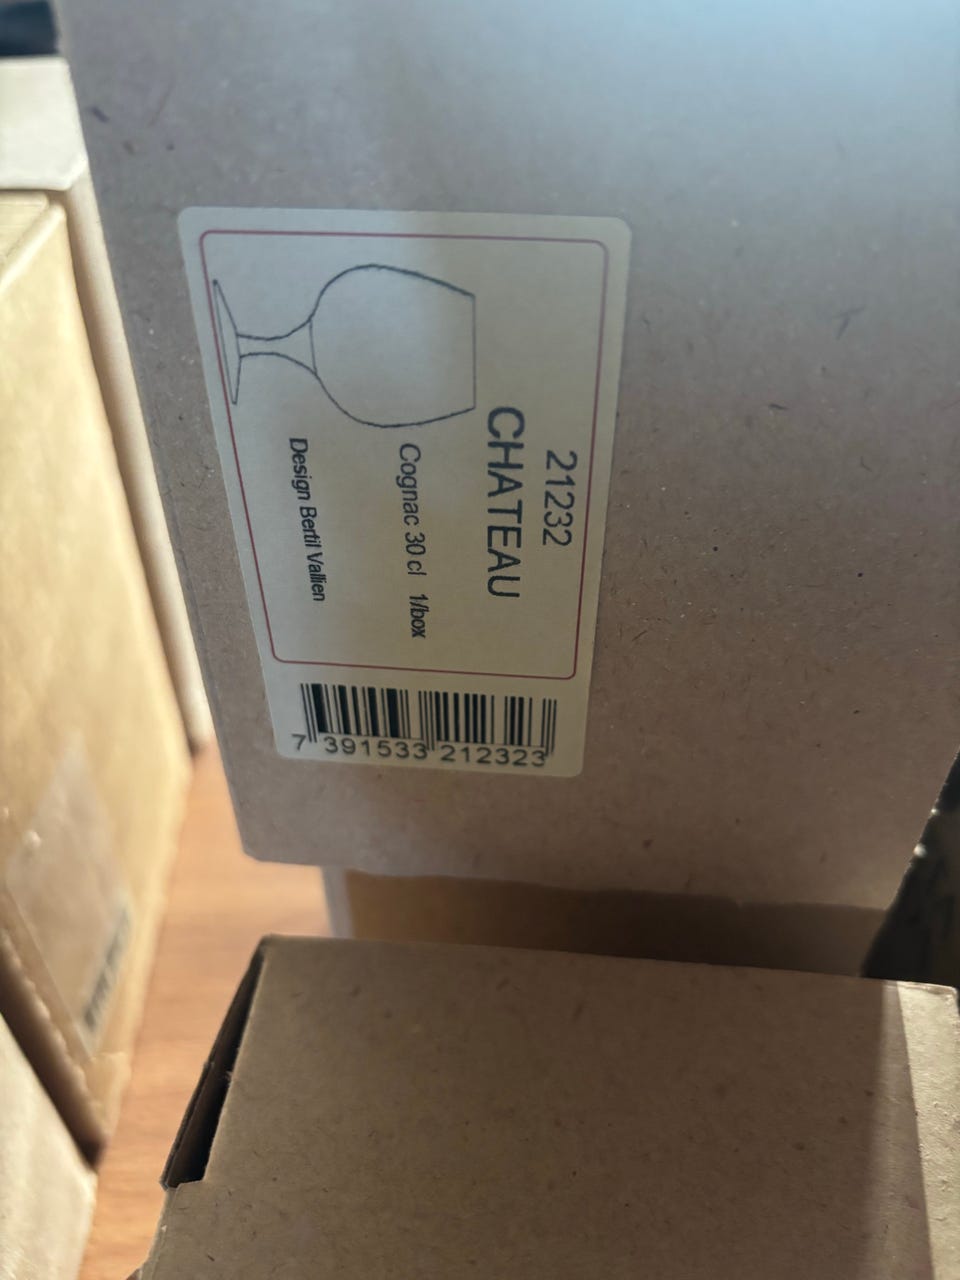 21232
CHATEAU
Cognac 30 cl 1/box
Design Bertil Vallien
7 391533 212323